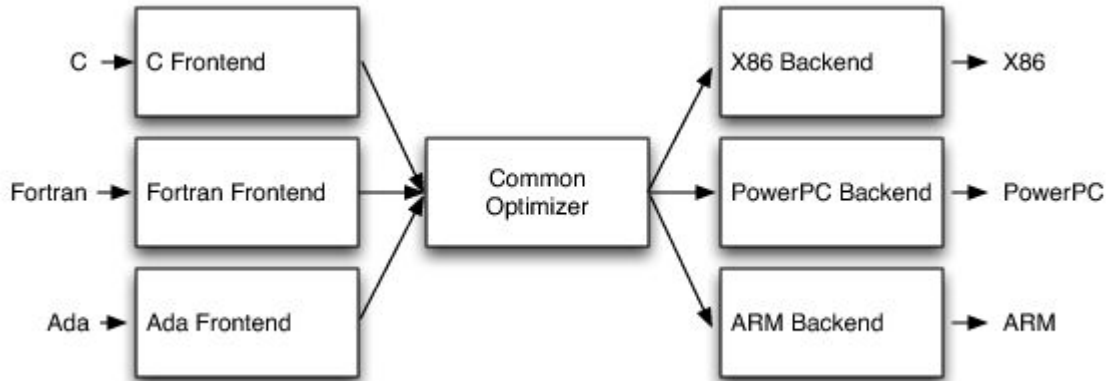 C
C Frontend
X86 Backend
X86
Fortran
Fortran Frontend
Common
Optimizer
PowerPC Backend
PowerPC
Ada
Ada Frontend
ARM Backend
ARM